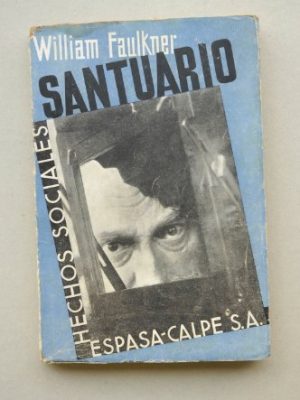 William Faulkner
SANTUARIO
HECHOS SOCIALES
ESPASA-CALPE S.A.